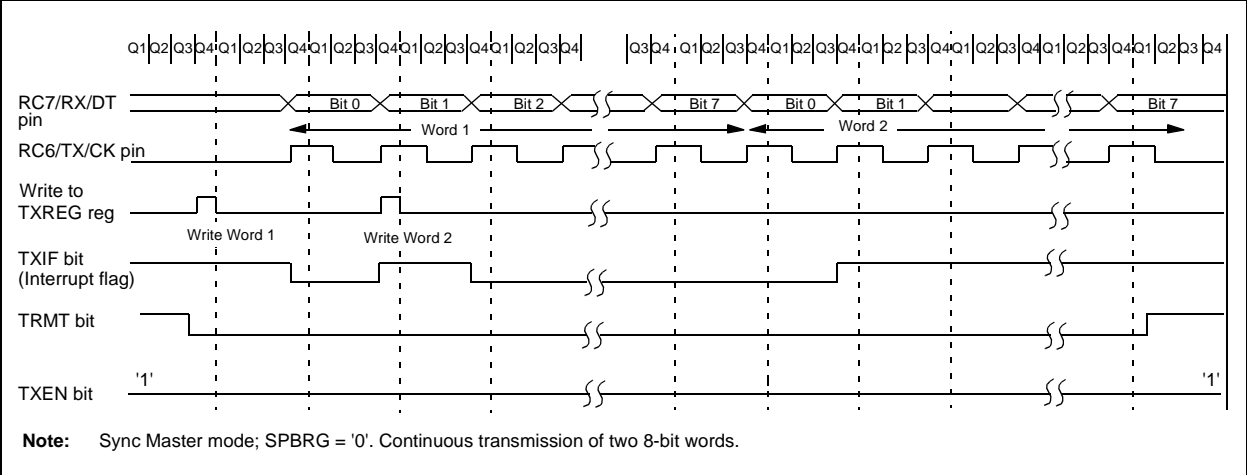 Q1 Q2 Q3 Q4 Q1 Q2 Q3 Q4 Q1 Q2 Q3 Q4 Q1 Q2 Q3 Q4 Q1 Q2 Q3 Q4 Q3 Q4 Q1 Q2 Q3 Q4 Q1 Q2 Q3 Q4 Q1 Q2 Q3 Q4 Q1 Q2 Q3 Q4 Q1 Q2 Q3 Q4 Q1 Q2 Q3 Q4
RC7/RX/DT Bit 0 Bit 1 Bit 2 Bit 7 Bit 0 Bit 1 Bit 7
pin
Word 1 Word 2
RC6/TX/CK pin
Write to
TXREG reg
Write Word 1 Write Word 2
TXIF bit
(Interrupt flag)
TRMT bit
'1' '1'
TXEN bit
Note: Sync Master mode; SPBRG = '0'. Continuous transmission of two 8-bit words.